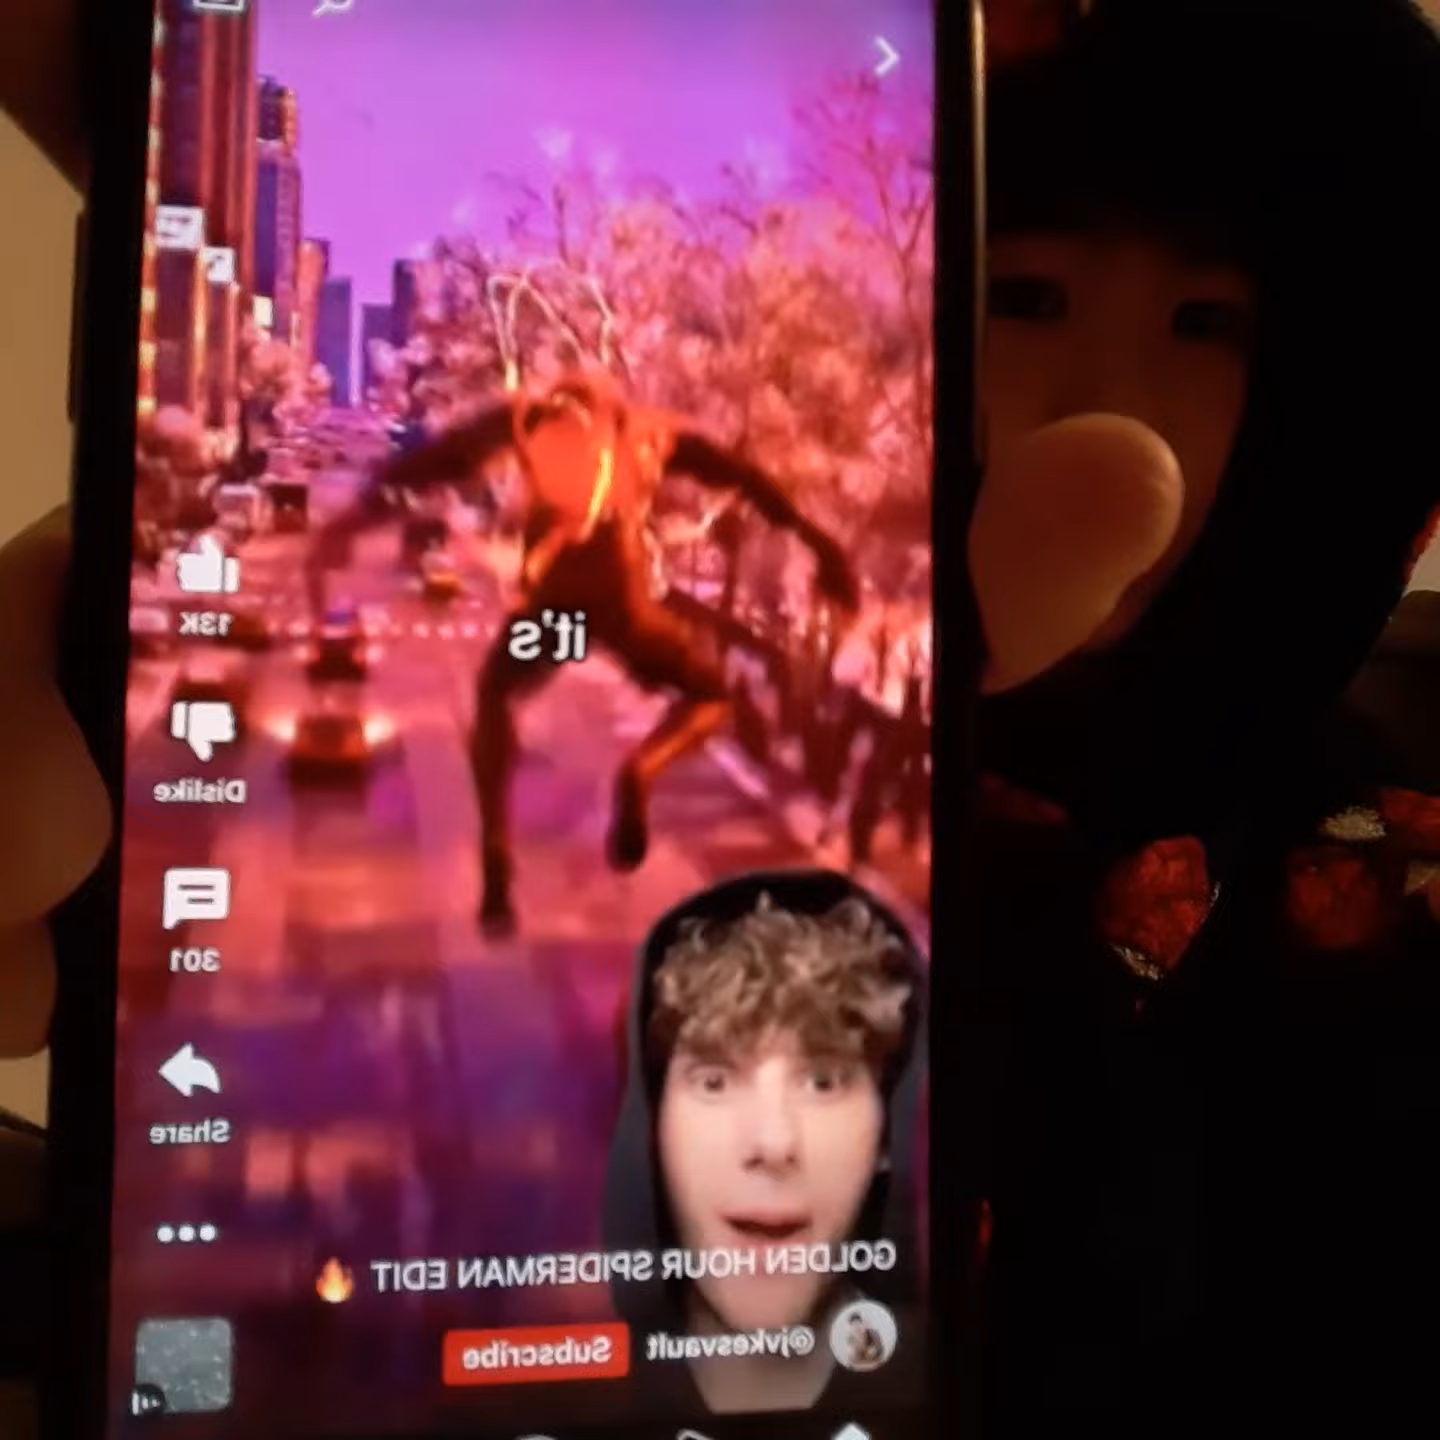 it's
13K
Dislike
301
Share
GOLDEN HOUR SPIDERMAN EDIT 🔥
@jvkesvault Subscribe